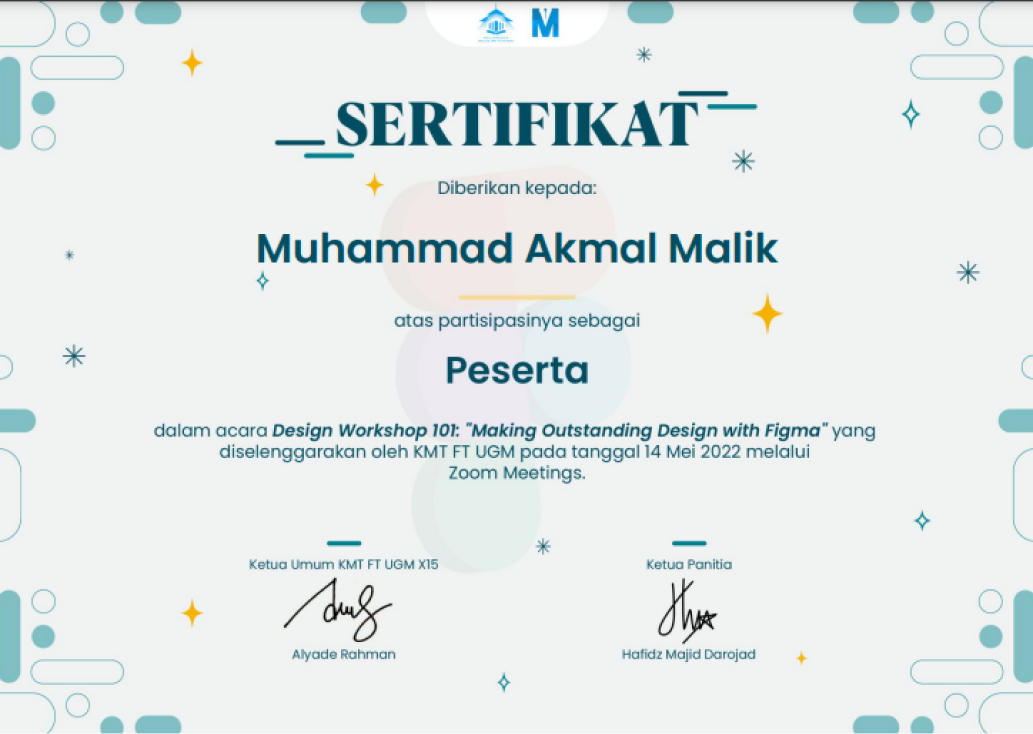 M
SERTIFIKAT
Diberikan kepada:
Muhammad Akmal Malik
atas partisipasinya sebagai
Peserta
dalam acara Design Workshop 101: "Making Outstanding Design with Figma" yang
diselenggarakan oleh KMT FT UGM pada tanggal 14 Mei 2022 melalui
Zoom Meetings.
Ketua Umum KMT FT UGM X15
Alyade Rahman
Ketua Panitia
Hafidz Majid Darojad